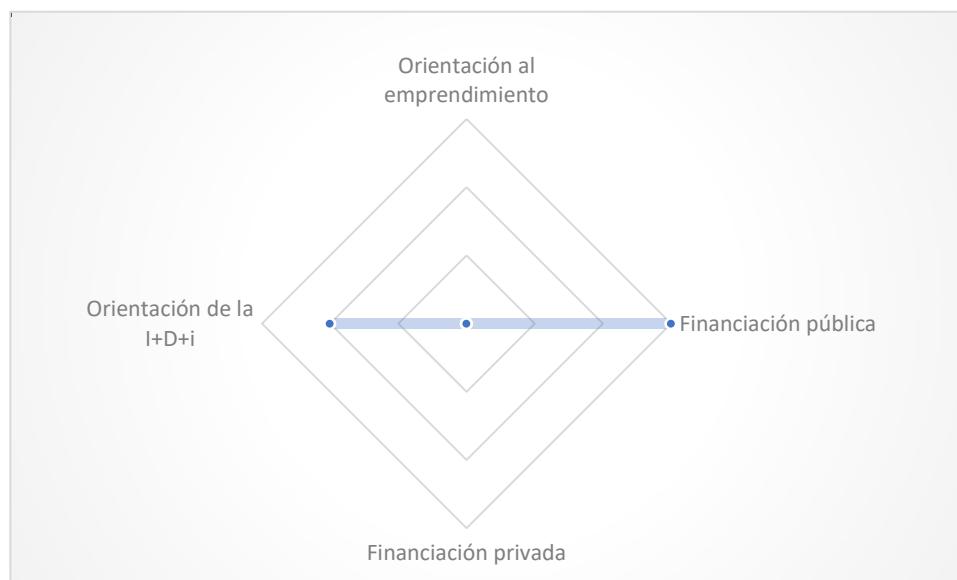 Orientación al
emprendimiento
Orientación de la
I+D+i
Financiación pública
Financiación privada